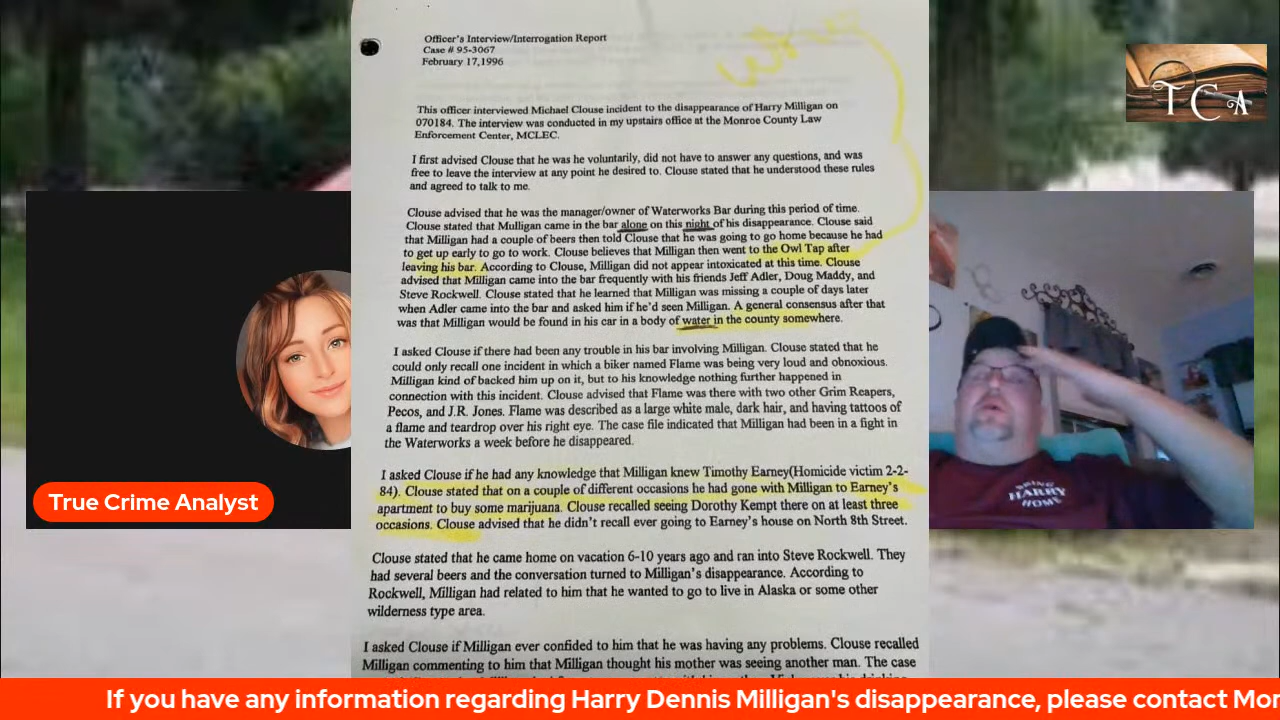 Officer's Interview/Interrogation Report
Case # 95-3067
February 17,1996
This officer interviewed Michael Clouse incident to the disappearance of Harry Milligan on
070184. The interview was conducted in my upstairs office at the Monroe County Law
Enforcement Center, MCLEC.
I first advised Clouse that he was he voluntarily, did not have to answer any questions, and was
free to leave the interview at any point he desired to. Clouse stated that he understood these rules
and agreed to talk to me.
Clouse advised that he was the manager/owner of Waterworks Bar during this period of time.
Clouse stated that Mulligan came in the bar alone on this night of his disappearance. Clouse said
that Milligan had a couple of beers then told Clouse that he was going to go home because he had
to get up early to go to work. Clouse believes that Milligan then went to the Owl Tap after
leaving his bar. According to Clouse, Milligan did not appear intoxicated at this time. Clouse
advised that Milligan came into the bar frequently with his friends Jeff Adler, Doug Maddy, and
Steve Rockwell. Clouse stated that he learned that Milligan was missing a couple of days later
when Adler came into the bar and asked him if he'd seen Milligan. A general consensus after that
was that Milligan would be found in his car in a body of water in the county somewhere.
I asked Clouse if there had been any trouble in his bar involving Milligan. Clouse stated that he
could only recall one incident in which a biker named Flame was being very loud and obnoxious.
Milligan kind of backed him up on it, but to his knowledge nothing further happened in
connection with this incident. Clouse advised that Flame was there with two other Grim Reapers,
Pecos, and J.R. Jones. Flame was described as a large white male, dark hair, and having tattoos of
a flame and teardrop over his right eye. The case file indicated that Milligan had been in a fight in
the Waterworks a week before he disappeared.
I asked Clouse if he had any knowledge that Milligan knew Timothy Earney(Homicide victim 2-2-
84). Clouse stated that on a couple of different occasions he had gone with Milligan to Earney's
apartment to buy some marijuana. Clouse recalled seeing Dorothy Kempt there on at least three
occasions. Clouse advised that he didn't recall ever going to Earney's house on North 8th Street.
Clouse stated that he came home on vacation 6-10 years ago and ran into Steve Rockwell. They
had several beers and the conversation turned to Milligan's disappearance. According to
Rockwell, Milligan had related to him that he wanted to go to live in Alaska or some other
wilderness type area.
I asked Clouse if Milligan ever confided to him that he was having any problems. Clouse recalled
Milligan commenting to him that Milligan thought his mother was seeing another man. The case
TCA
True Crime Analyst
BRING
HARRY
HOME
If you have any information regarding Harry Dennis Milligan's disappearance, please contact Mon